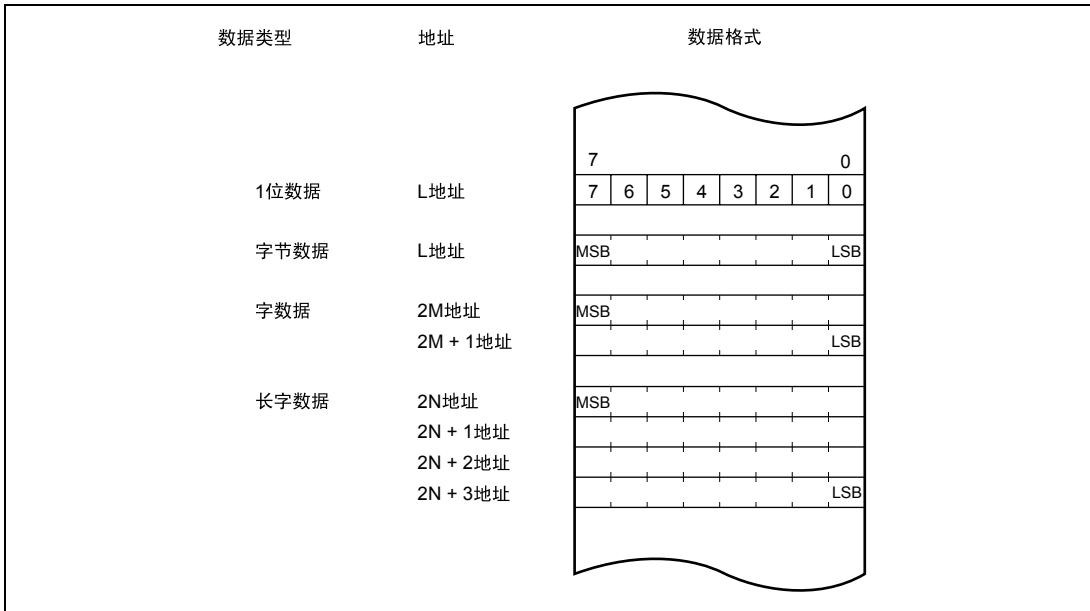 数据类型 地址 数据格式
7 0
1位数据 L地址 7 6 5 4 3 2 1 0
字节数据 L地址 MSB LSB
字数据 2M地址 MSB
2M + 1地址 LSB
长字数据 2N地址 MSB
2N + 1地址
2N + 2地址
2N + 3地址 LSB